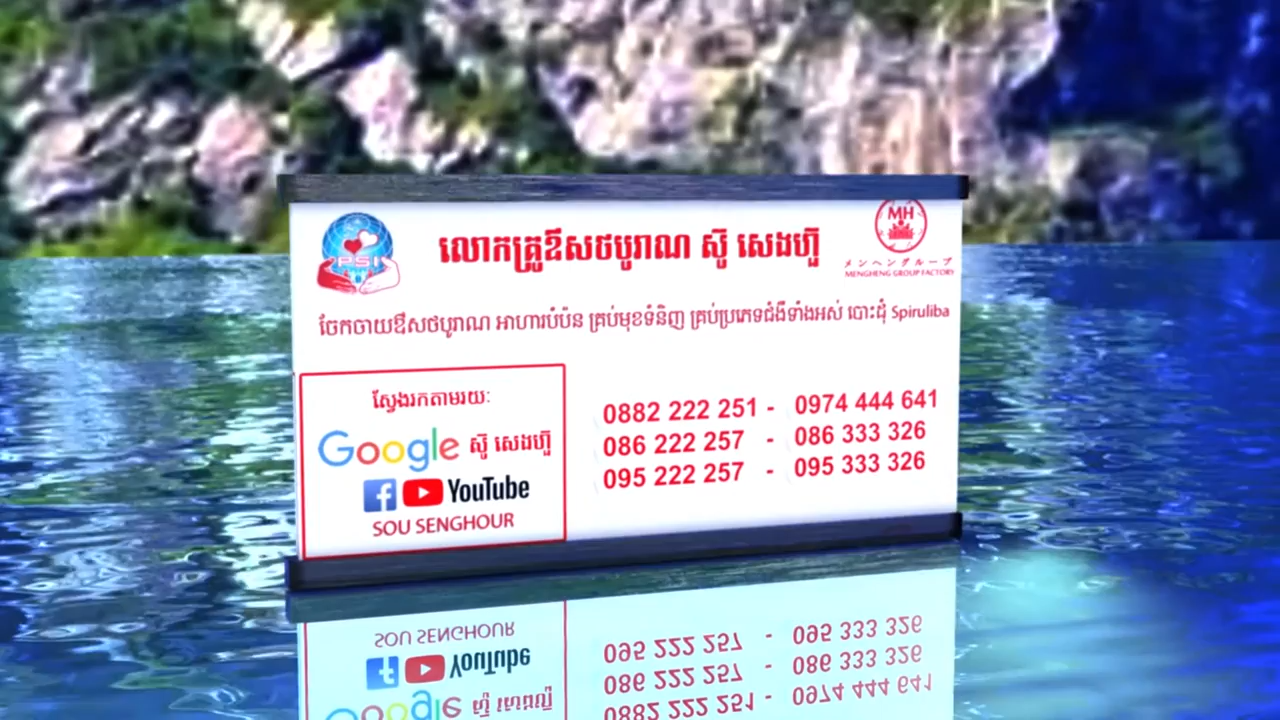 PSI
លោកគ្រូឱសថបូរាណ ស៊ូ សេងហ៊ួ
MH
メンヘングループ
MENGHENG GROUP FACTORY
ចែកចាយឱសថបូរាណ អាហារបំប៉ន គ្រប់មុខទំនិញ គ្រប់ប្រភេទជំងឺទាំងអស់ បោះដុំ Spiruliba
ស្វែងរកតាមរយៈ
Google ស៊ូ សេងហ៊ួ
f YouTube
SOU SENGHOUR
0882 222 251 - 0974 444 641
086 222 257 - 086 333 326
095 222 257 - 095 333 326